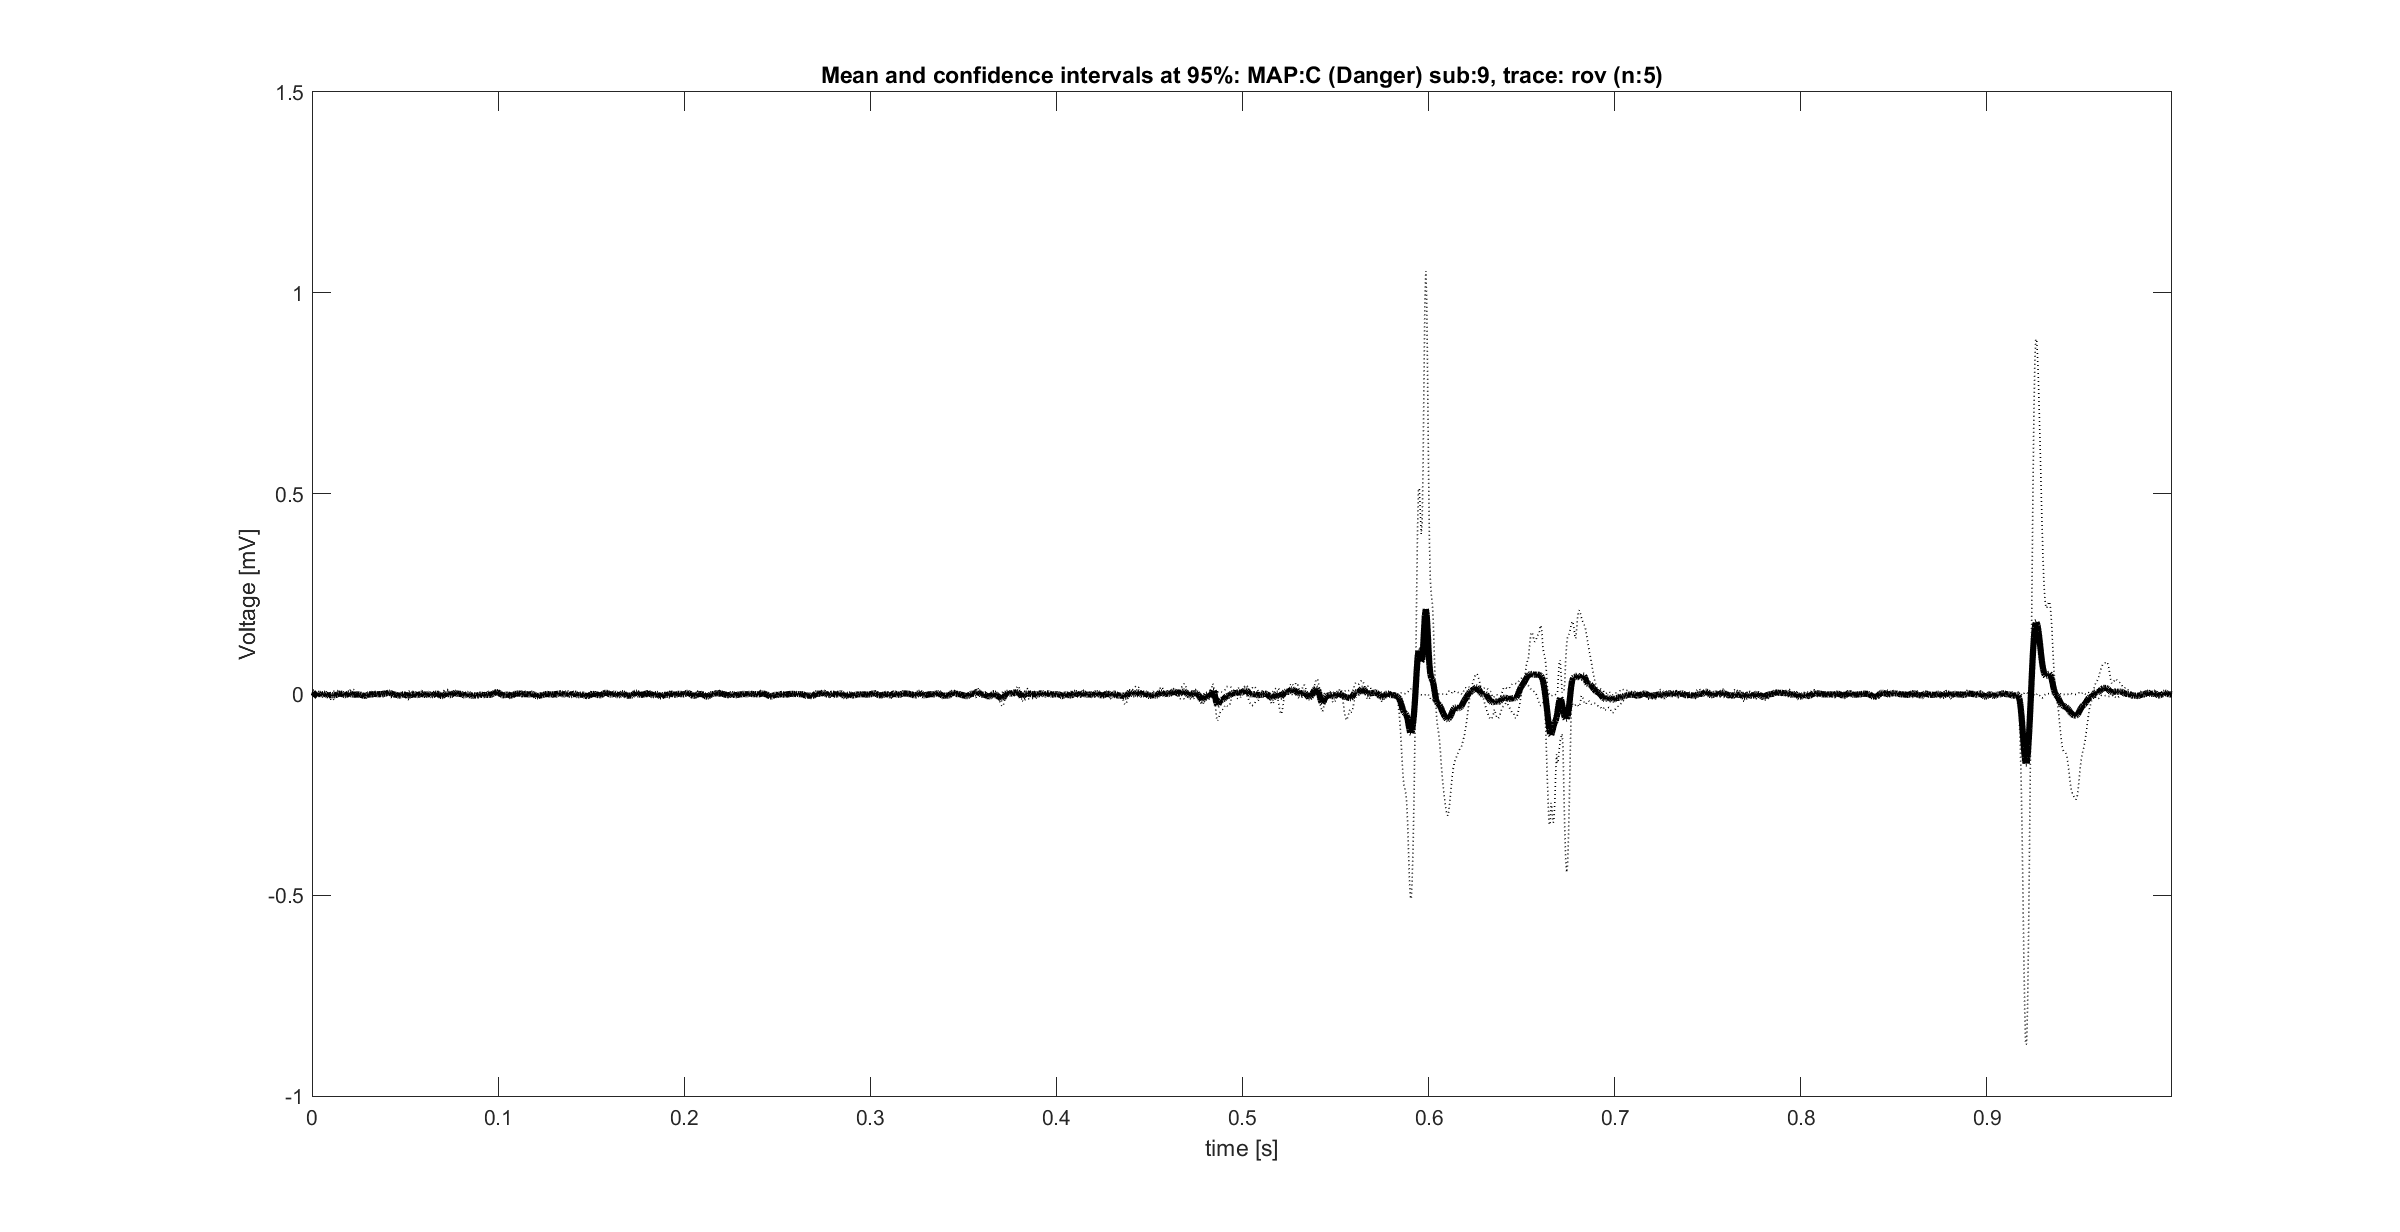 Mean and confidence intervals at 95%: MAP:C (Danger) sub:9, trace: rov (n:5)
1.5
1
0.5
0
-0.5
-1
Voltage [mV]
0 0.1 0.2 0.3 0.4 0.5 0.6 0.7 0.8 0.9
time [s]